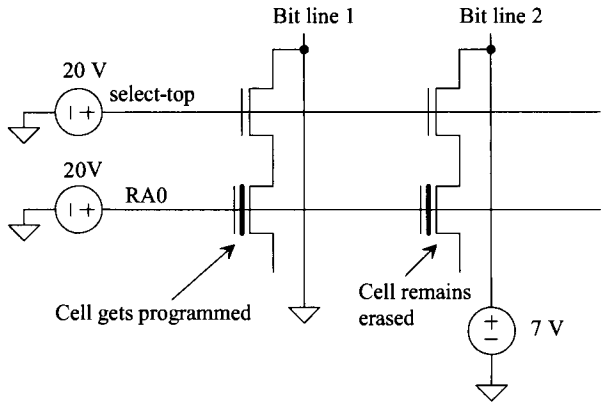 Bit line 1
Bit line 2
20 V
select-top
20V
RA0
Cell gets programmed
Cell remains
erased
7 V